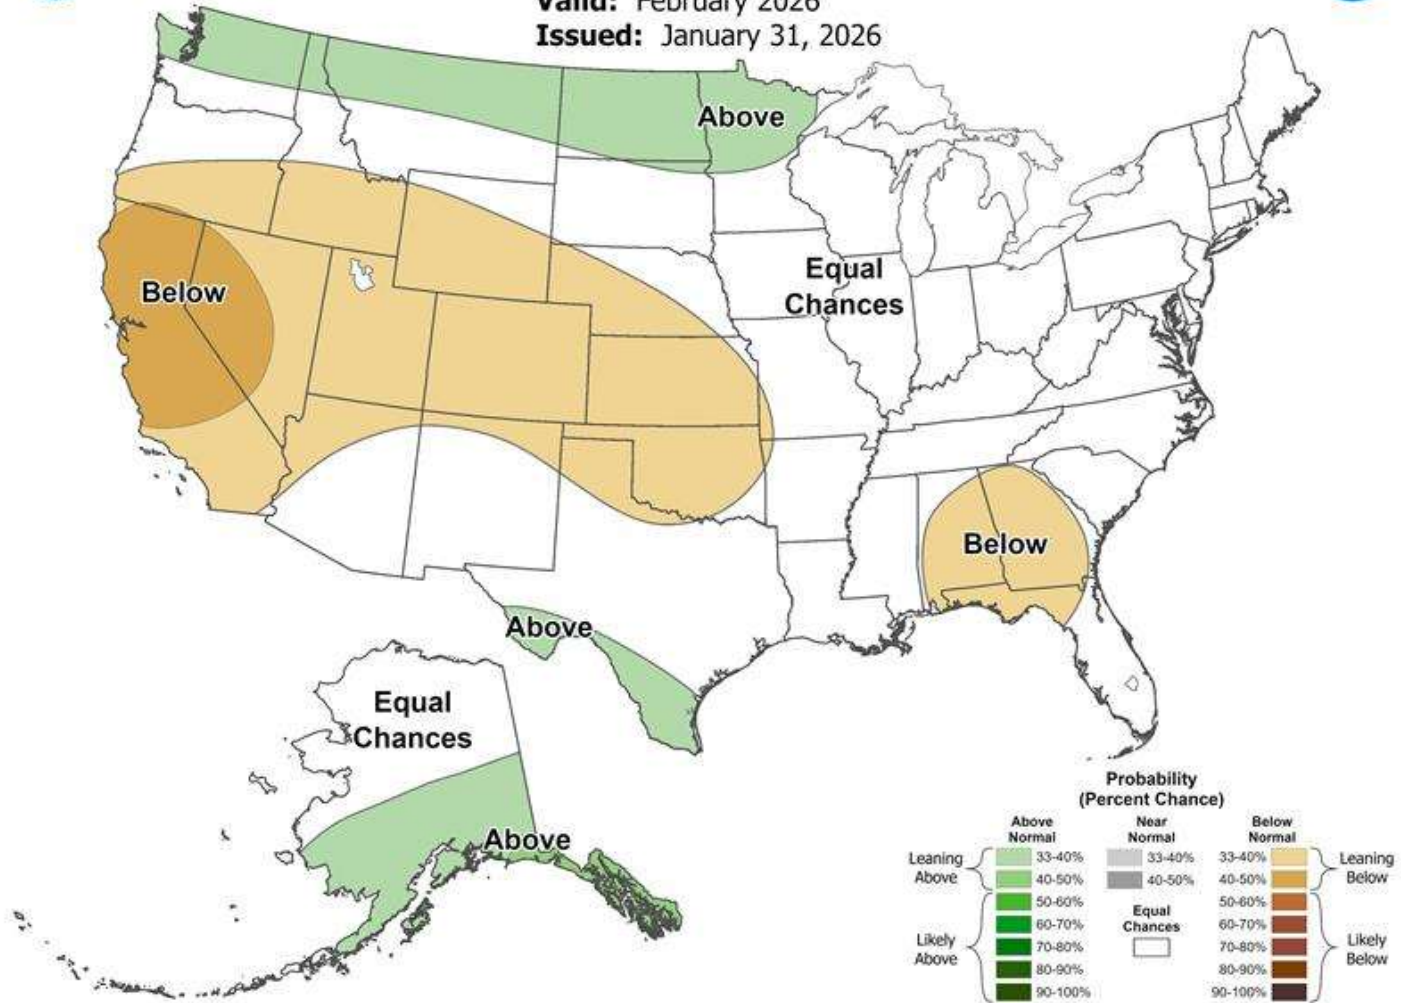 Valid: February 2026
Issued: January 31, 2026
Above
Below
Equal
Chances
Below
Above
Equal
Chances
Above
Probability
(Percent Chance)
Above
Normal
Near
Normal
Below
Normal
Leaning
Above
33-40%
33-40%
33-40%
Leaning
Below
40-50%
40-50%
40-50%
50-60%
Equal
Chances
50-60%
60-70%
60-70%
Likely
Above
70-80%
70-80%
Likely
Below
80-90%
80-90%
90-100%
90-100%